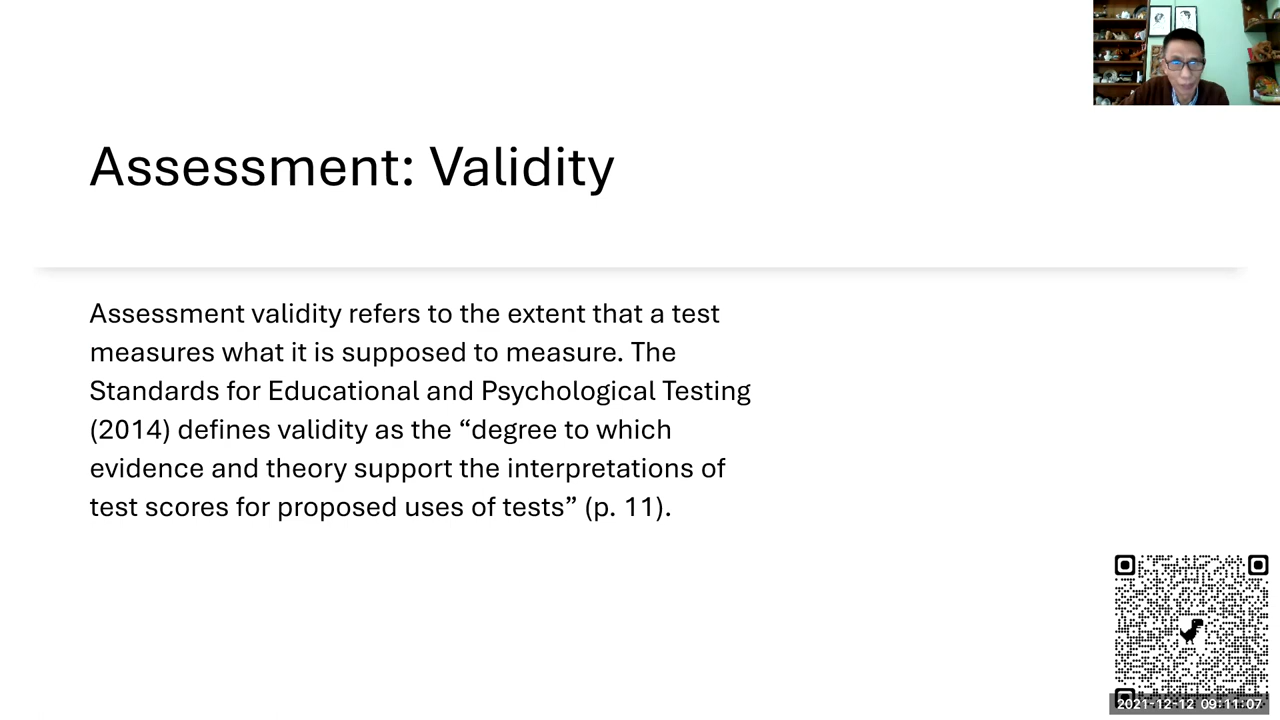 Assessment: Validity
Assessment validity refers to the extent that a test
measures what it is supposed to measure. The
Standards for Educational and Psychological Testing
(2014) defines validity as the “degree to which
evidence and theory support the interpretations of
test scores for proposed uses of tests” (p. 11).
2021-12-12 09:11:07